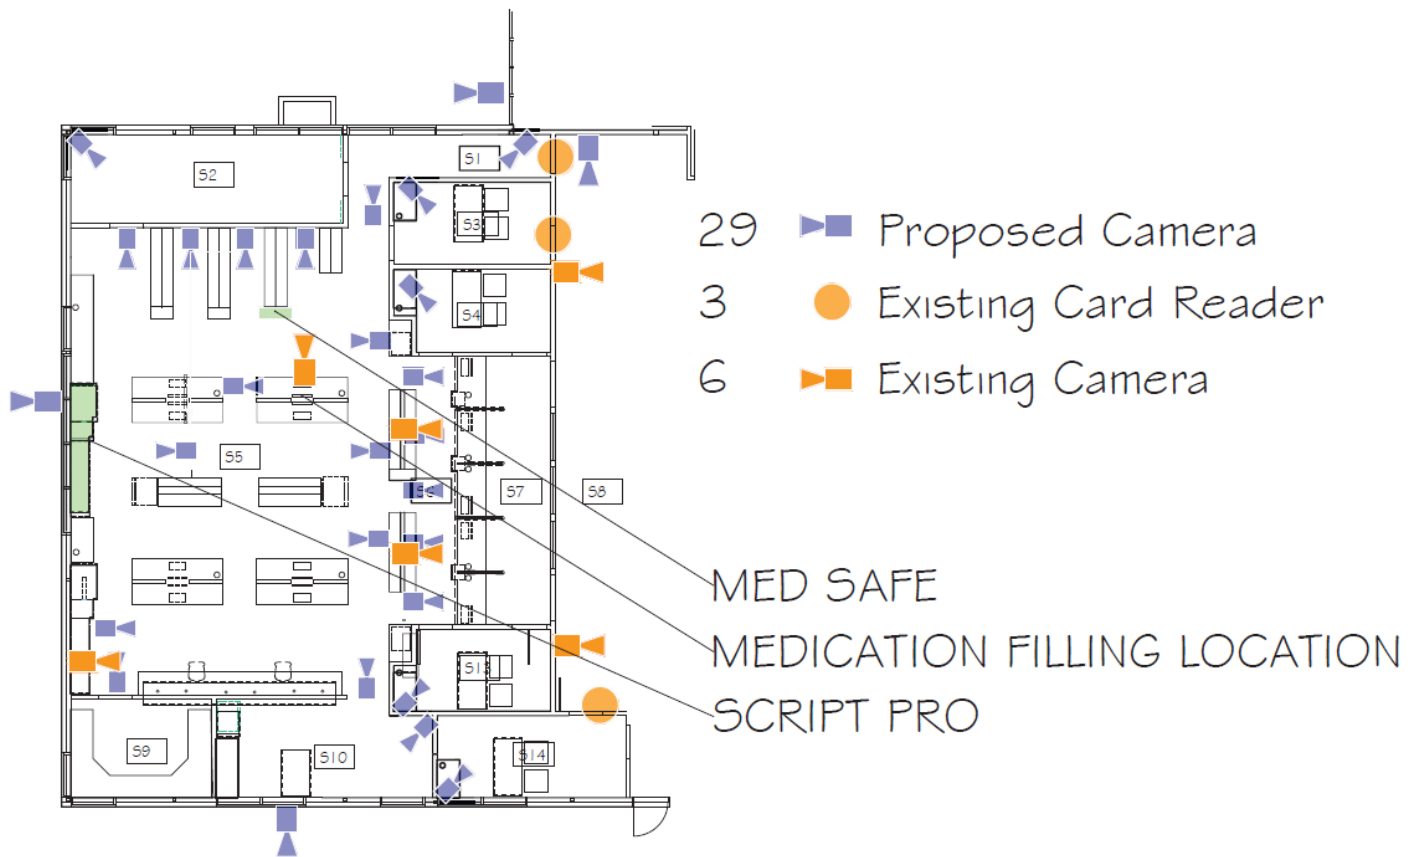 S1
S2
S3
29 Proposed Camera
3 Existing Card Reader
S4
6 Existing Camera
S5
S7
S8
MED SAFE
MEDICATION FILLING LOCATION
S13
SCRIPT PRO
S9
S10
S14